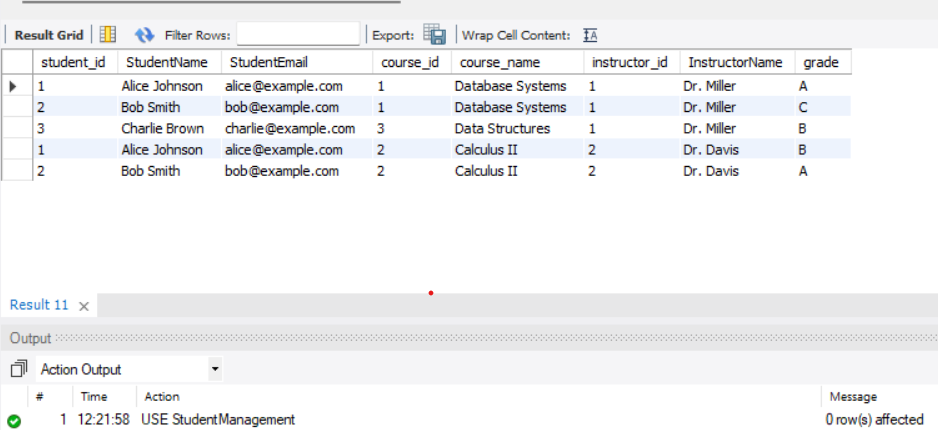 Result Grid Filter Rows: Export: Wrap Cell Content: IA
student_id StudentName StudentEmail course_id course_name instructor_id InstructorName grade
1 Alice Johnson alice@example.com 1 Database Systems 1 Dr. Miller A
2 Bob Smith bob@example.com 1 Database Systems 1 Dr. Miller C
3 Charlie Brown charlie@example.com 3 Data Structures 1 Dr. Miller B
1 Alice Johnson alice@example.com 2 Calculus II 2 Dr. Davis B
2 Bob Smith bob@example.com 2 Calculus II 2 Dr. Davis A
Result 11
Output
Action Output
# Time Action Message
1 12:21:58 USE StudentManagement 0 row(s) affected